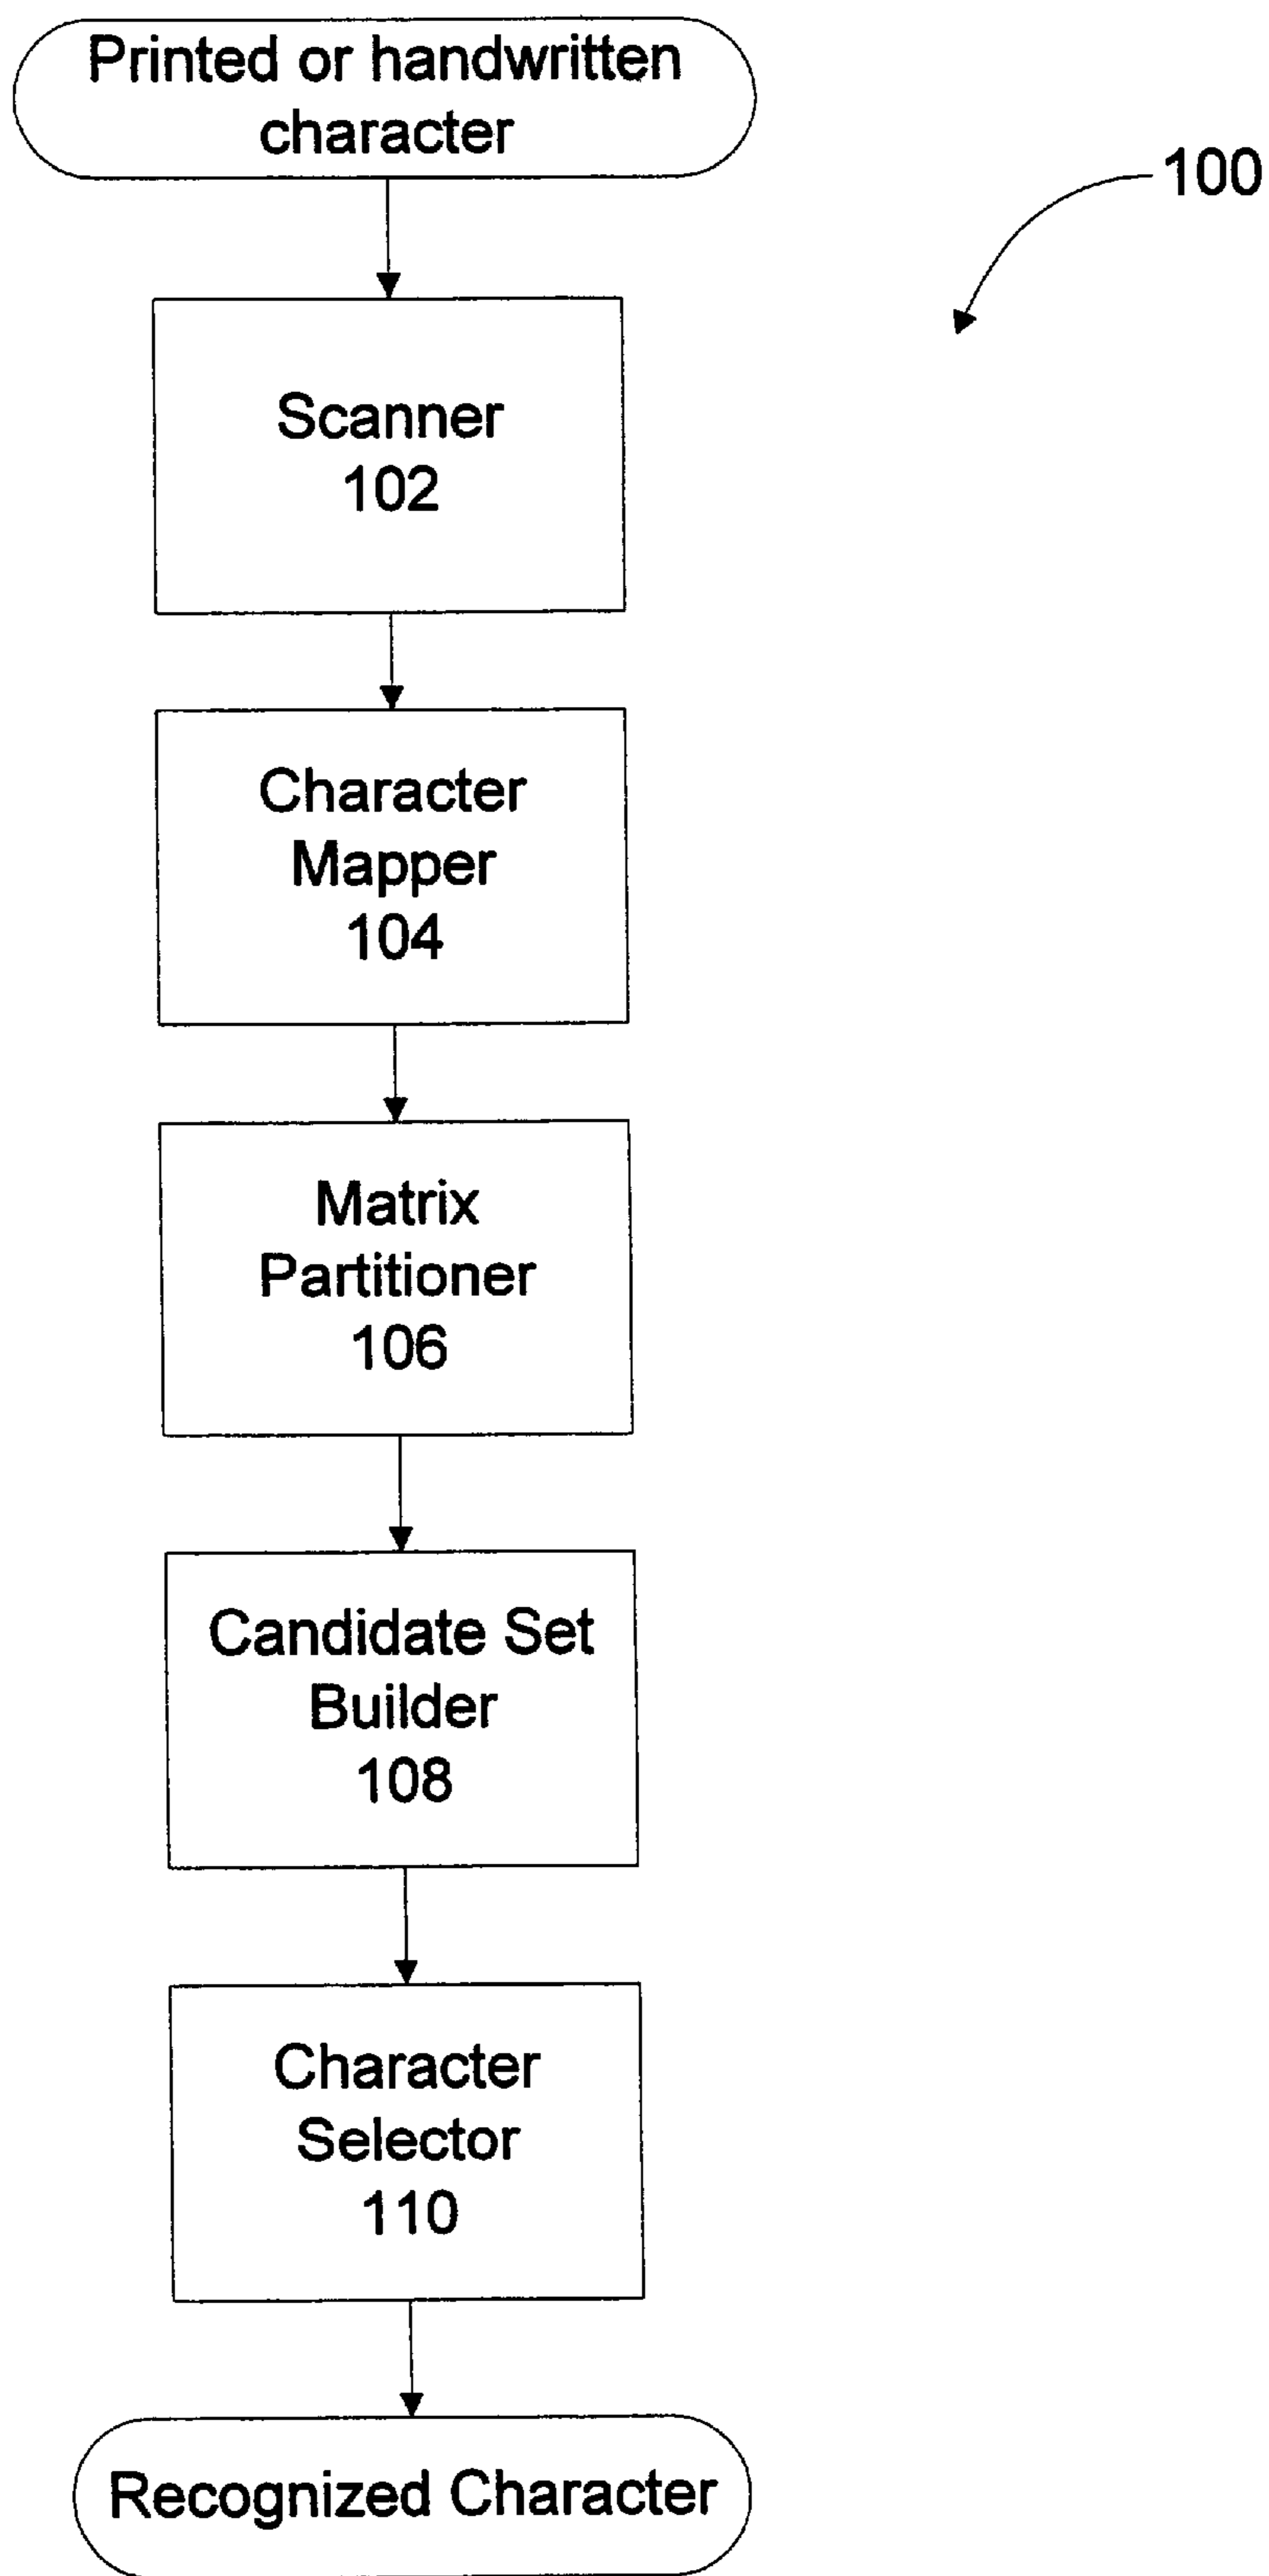 Printed or handwritten
character
100
Scanner
102
Character
Mapper
104
Matrix
Partitioner
106
Candidate Set
Builder
108
Character
Selector
110
Recognized Character